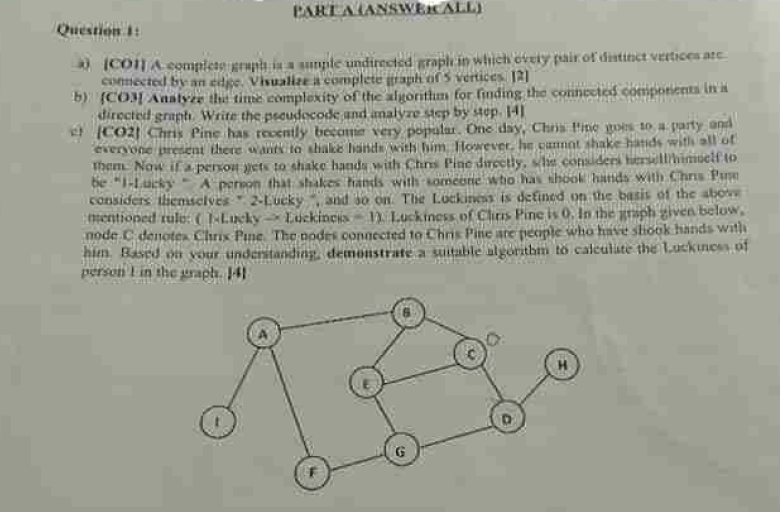 PART A (ANSWER ALL)
Question 1:
a) [CO1] A complete graph is a simple undirected graph in which every pair of distinct vertices are
connected by an edge. Visualize a complete graph of 5 vertices. [2]
b) [CO3] Analyze the time complexity of the algorithm for finding the connected components in a
directed graph. Write the pseudocode and analyze step by step. [4]
c) [CO2] Chris Pine has recently become very popular. One day, Chris Pine goes to a party and
everyone present there wants to shake hands with him. However, he cannot shake hands with all of
them. Now if a person gets to shake hands with Chris Pine directly, s/he considers herself/himself to
be "1-Lucky ". A person that shakes hands with someone who has shook hands with Chris Pine
considers themselves " 2-Lucky ", and so on. The Luckiness is defined on the basis of the above
mentioned rule: ( 1-Lucky -> Luckiness = 1). Luckiness of Chris Pine is 0. In the graph given below,
node C denotes Chris Pine. The nodes connected to Chris Pine are people who have shook hands with
him. Based on your understanding, demonstrate a suitable algorithm to calculate the Luckiness of
person I in the graph. [4]
B
A
C
H
E
I
D
G
F